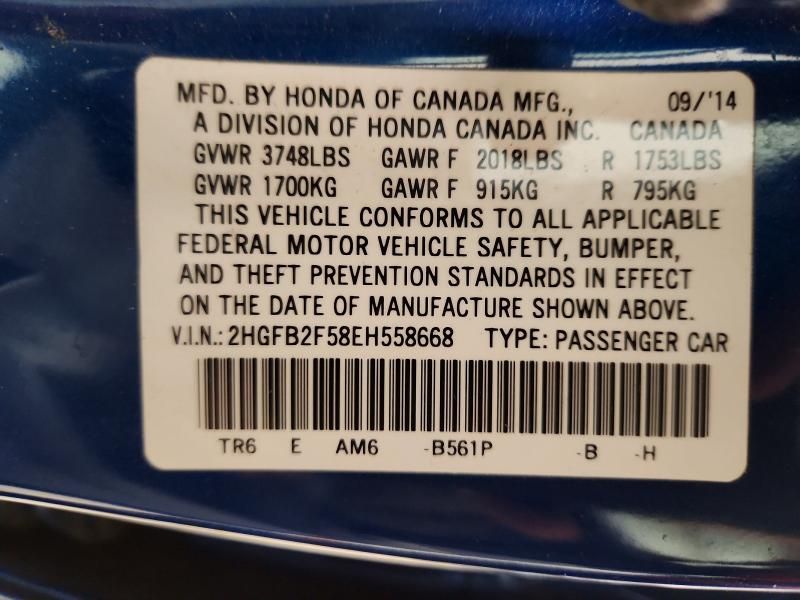 MFD. BY HONDA OF CANADA MFG., 09/'14
A DIVISION OF HONDA CANADA INC. CANADA
GVWR 3748LBS GAWR F 2018LBS R 1753LBS
GVWR 1700KG GAWR F 915KG R 795KG
THIS VEHICLE CONFORMS TO ALL APPLICABLE
FEDERAL MOTOR VEHICLE SAFETY, BUMPER,
AND THEFT PREVENTION STANDARDS IN EFFECT
ON THE DATE OF MANUFACTURE SHOWN ABOVE.
V.I.N.: 2HGFB2F58EH558668 TYPE: PASSENGER CAR
TR6 E AM6 -B561P -B -H